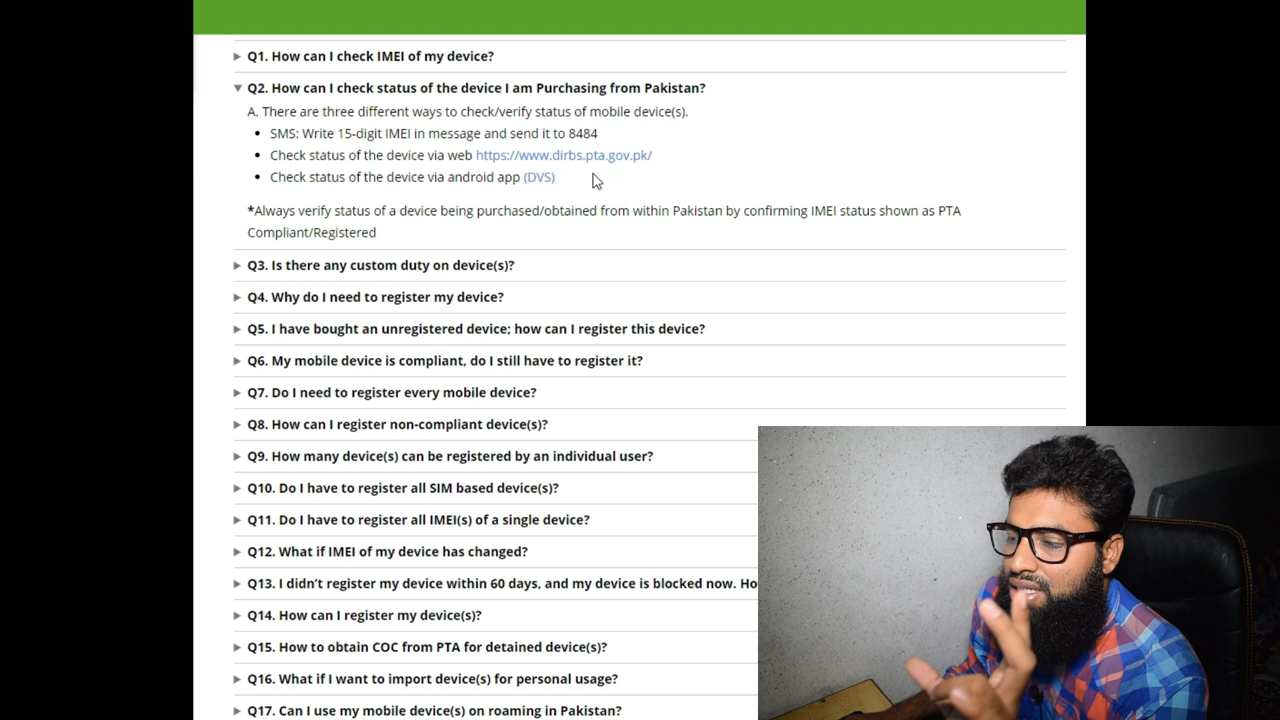 Q1. How can I check IMEI of my device?
Q2. How can I check status of the device I am Purchasing from Pakistan?
A. There are three different ways to check/verify status of mobile device(s).
SMS: Write 15-digit IMEI in message and send it to 8484
Check status of the device via web https://www.dirbs.pta.gov.pk/
Check status of the device via android app (DVS)
*Always verify status of a device being purchased/obtained from within Pakistan by confirming IMEI status shown as PTA
Compliant/Registered
Q3. Is there any custom duty on device(s)?
Q4. Why do I need to register my device?
Q5. I have bought an unregistered device; how can I register this device?
Q6. My mobile device is compliant, do I still have to register it?
Q7. Do I need to register every mobile device?
Q8. How can I register non-compliant device(s)?
Q9. How many device(s) can be registered by an individual user?
Q10. Do I have to register all SIM based device(s)?
Q11. Do I have to register all IMEI(s) of a single device?
Q12. What if IMEI of my device has changed?
Q13. I didn't register my device within 60 days, and my device is blocked now. Ho
Q14. How can I register my device(s)?
Q15. How to obtain COC from PTA for detained device(s)?
Q16. What if I want to import device(s) for personal usage?
Q17. Can I use my mobile device(s) on roaming in Pakistan?